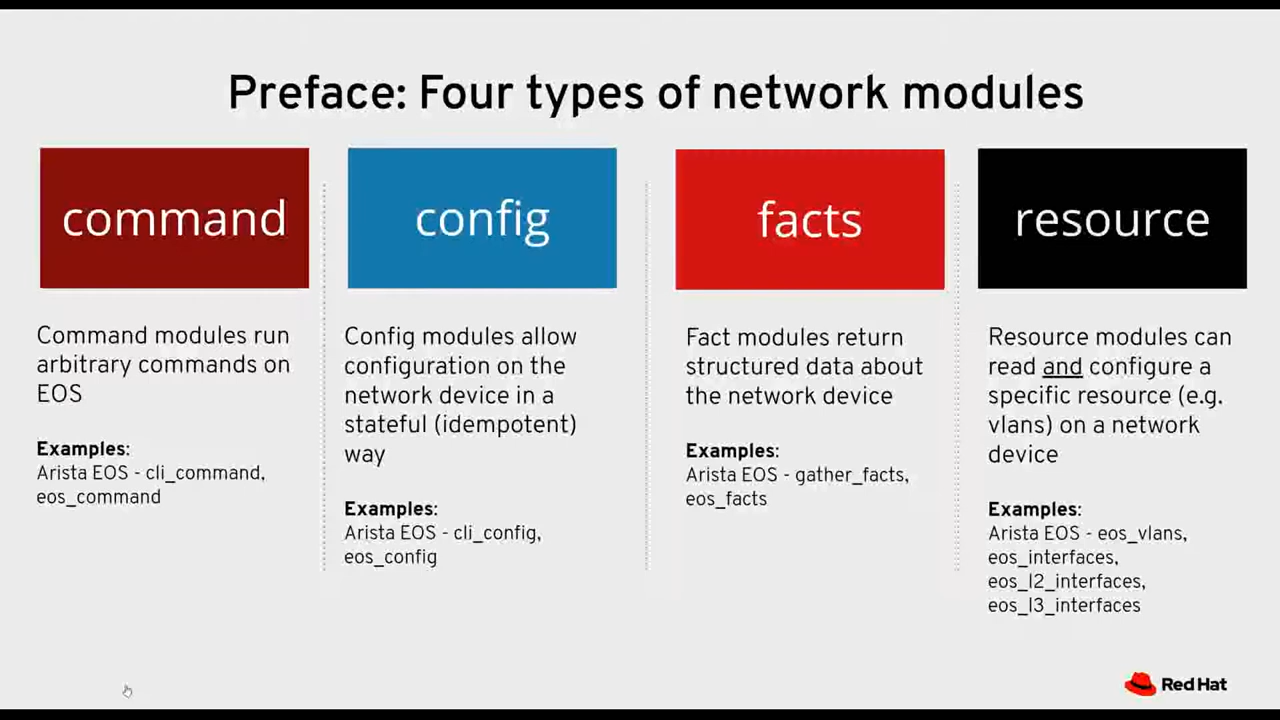 Preface: Four types of network modules
command
Command modules run
arbitrary commands on
EOS
Examples:
Arista EOS - cli_command,
eos_command
config
Config modules allow
configuration on the
network device in a
stateful (idempotent)
way
Examples:
Arista EOS - cli_config,
eos_config
facts
Fact modules return
structured data about
the network device
Examples:
Arista EOS - gather_facts,
eos_facts
resource
Resource modules can
read and configure a
specific resource (e.g.
vlans) on a network
device
Examples:
Arista EOS - eos_vlans,
eos_interfaces,
eos_l2_interfaces,
eos_l3_interfaces
Red Hat